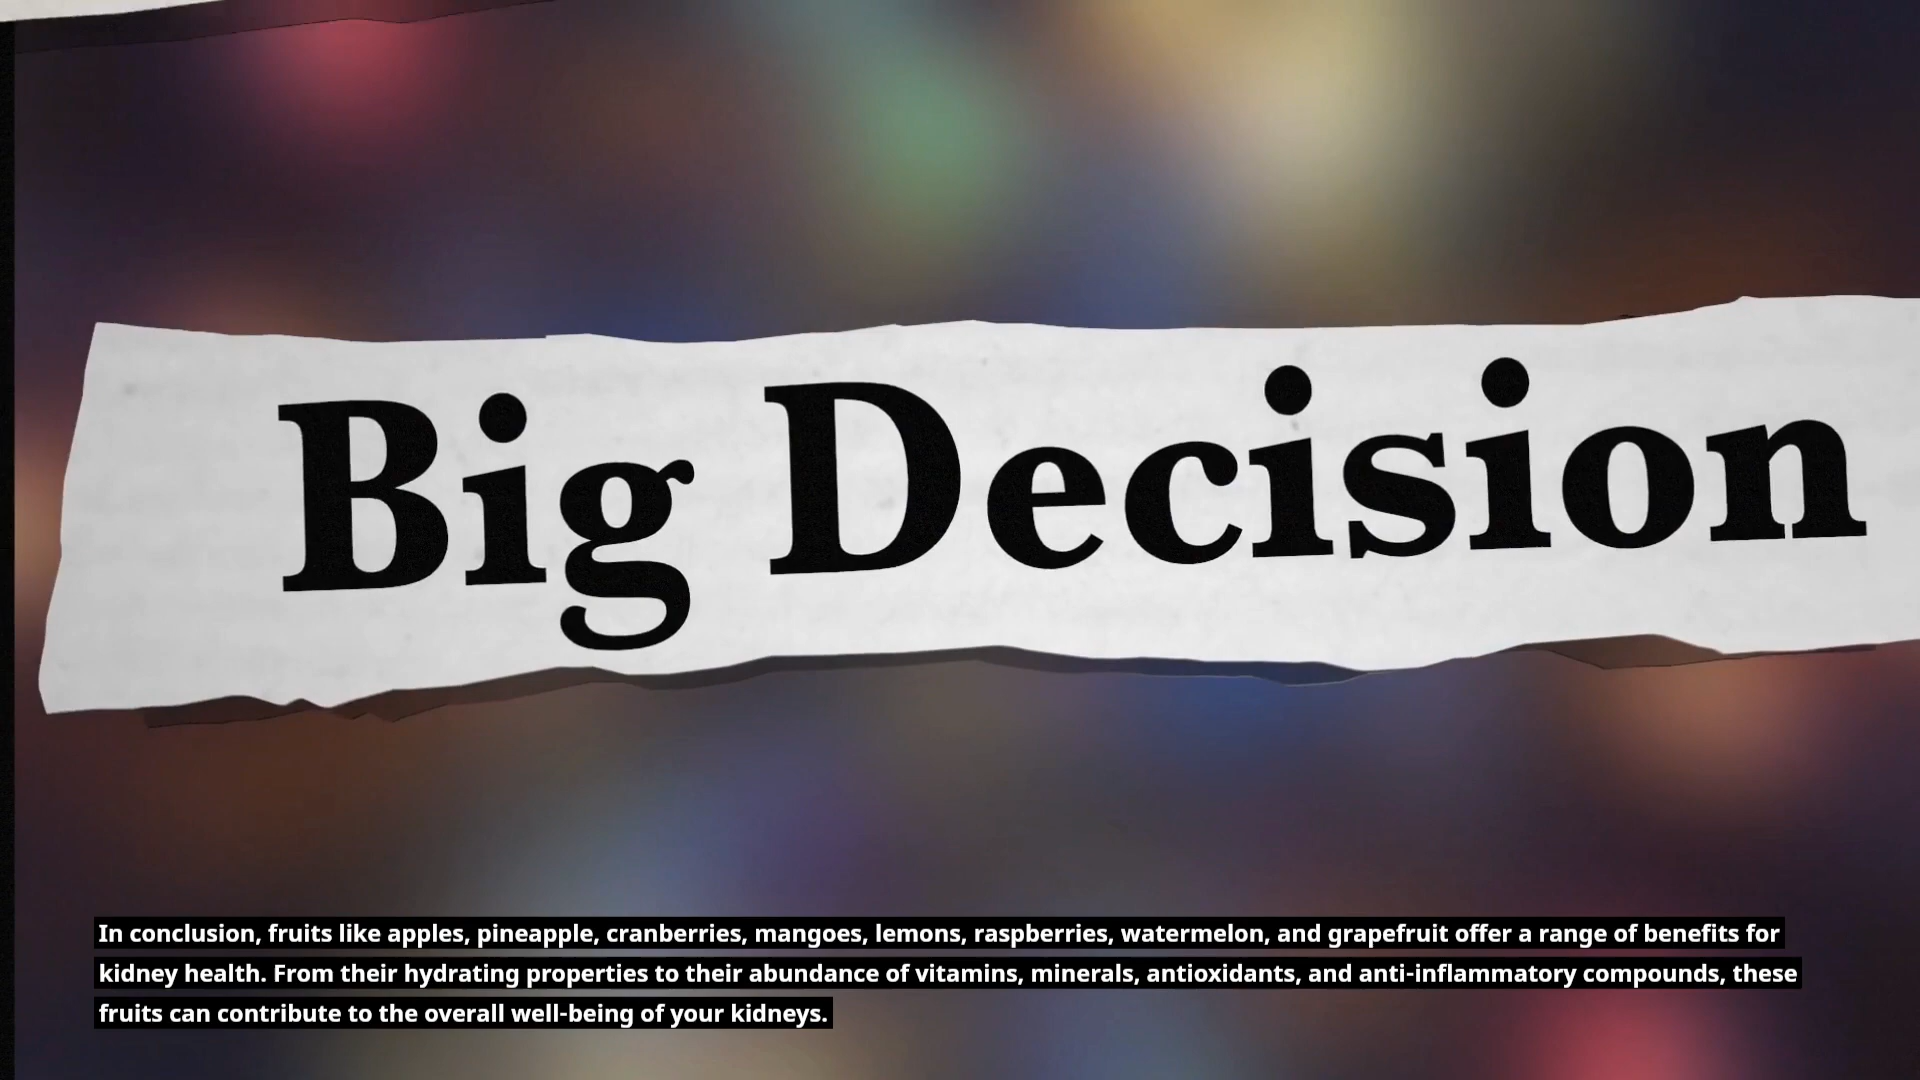 Big Decision
In conclusion, fruits like apples, pineapple, cranberries, mangoes, lemons, raspberries, watermelon, and grapefruit offer a range of benefits for
kidney health. From their hydrating properties to their abundance of vitamins, minerals, antioxidants, and anti-inflammatory compounds, these
fruits can contribute to the overall well-being of your kidneys.